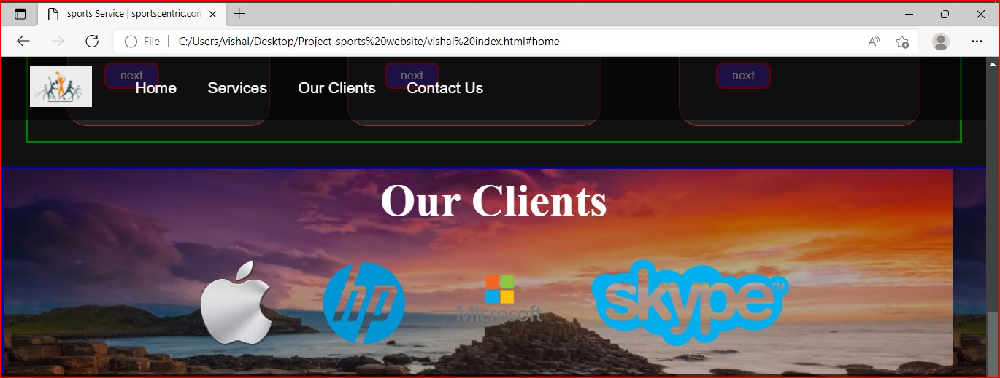 sports Service | sportscentric.com
File C:/Users/vishal/Desktop/Project-sports%20website/vishal%20index.html#home
next next next
Home Services Our Clients Contact Us
Our Clients
hp Microsoft skype™